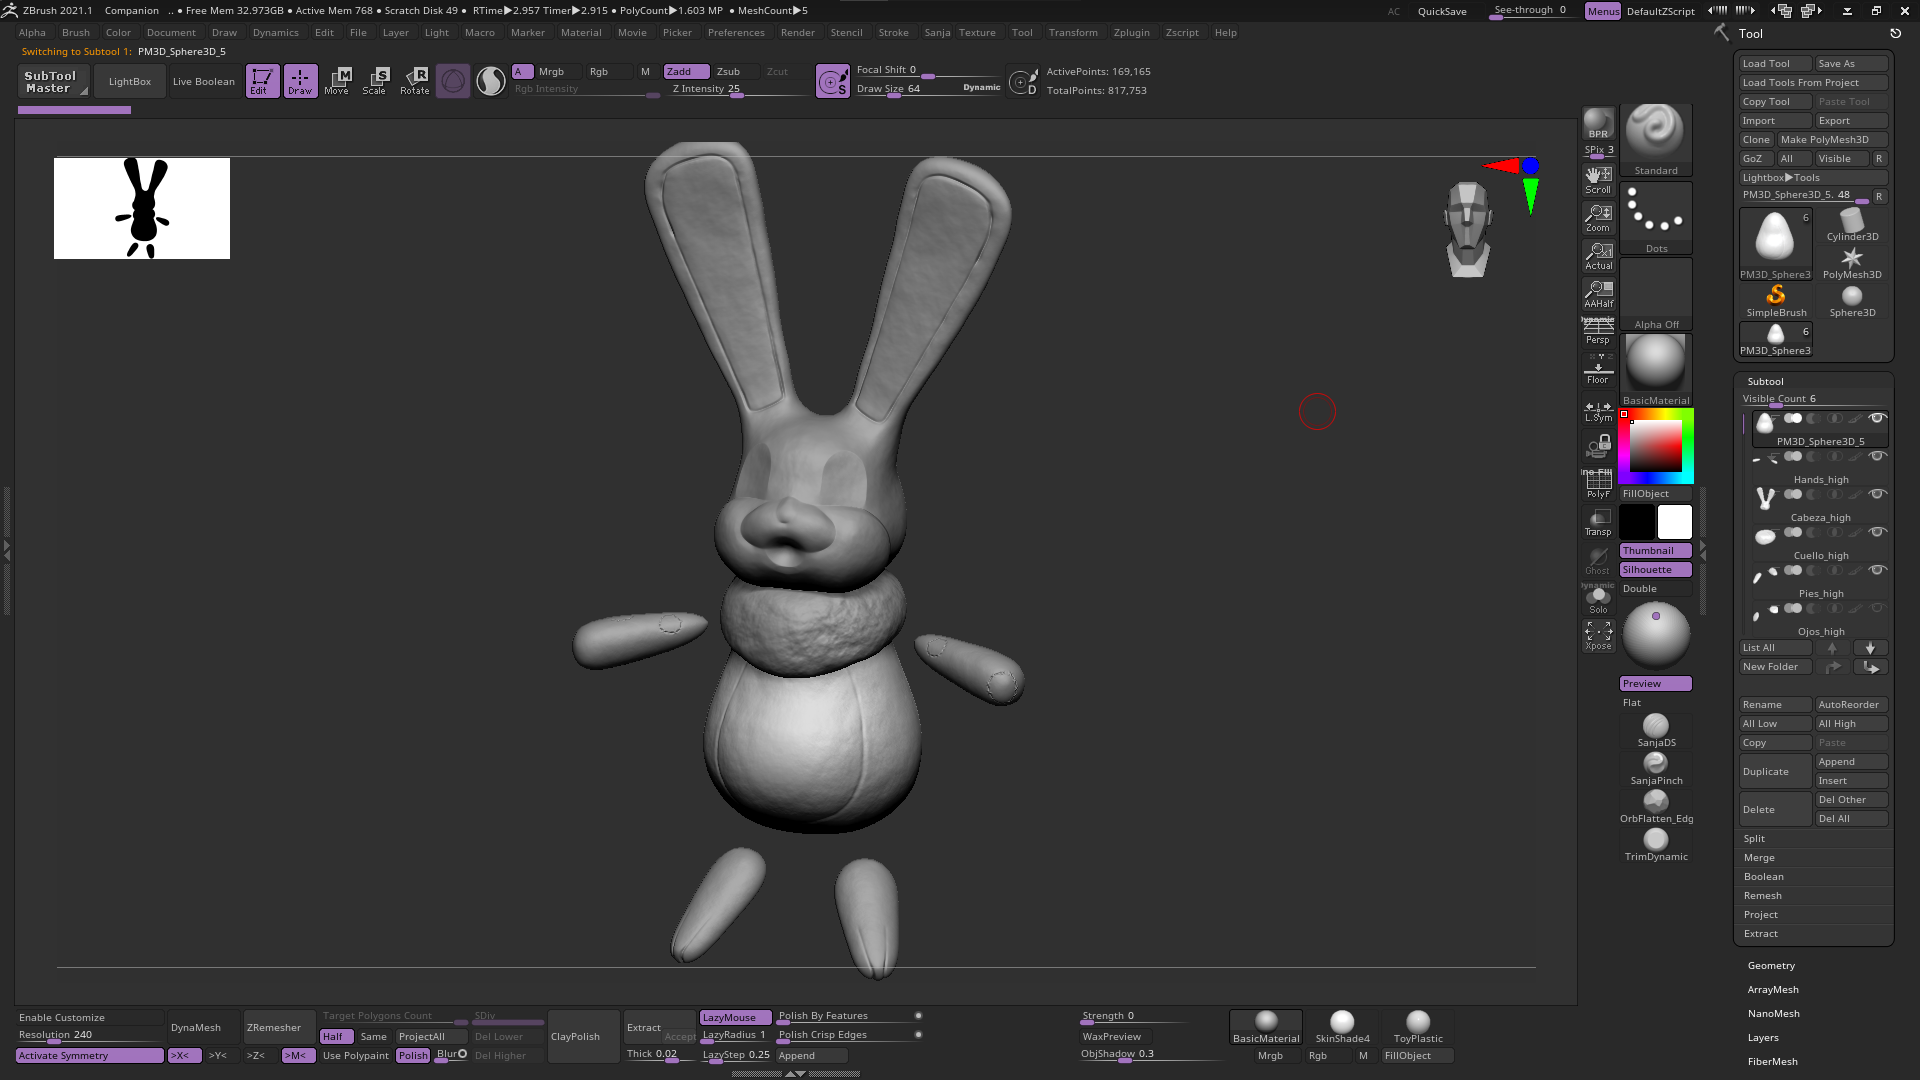 ZBrush 2021.1 Companion .. ● Free Mem 32.973GB ● Active Mem 768 ● Scratch Disk 49 ● RTime▶2.957 Timer▶2.915 ● PolyCount▶1.603 MP ● MeshCount▶5
AC QuickSave See-through 0 Menus DefaultZScript
Alpha Brush Color Document Draw Dynamics Edit File Layer Light Macro Marker Material Movie Picker Preferences Render Stencil Stroke Sanja Texture Tool Transform Zplugin Zscript Help
Switching to Subtool 1: PM3D_Sphere3D_5
SubTool Master
LightBox
Live Boolean
Edit
Draw
Move
Scale
Rotate
A Mrgb Rgb M Zadd Zsub Zcut
Rgb Intensity Z Intensity 25
Focal Shift 0
Draw Size 64 Dynamic
S
D
ActivePoints: 169,165
TotalPoints: 817,753
BPR
SPix 3
Scroll
Zoom
Actual
AAHalf
Dynamic
Persp
Floor
L.Sym
PolyF
Transp
Ghost
Dynamic
Solo
Xpose
Standard
Dots
Alpha Off
BasicMaterial
FillObject
Thumbnail
Silhouette
Double
Preview
Flat
SanjaDS
SanjaPinch
OrbFlatten_Edg
TrimDynamic
Tool
Load Tool Save As
Load Tools From Project
Copy Tool Paste Tool
Import Export
Clone Make PolyMesh3D
GoZ All Visible R
Lightbox▶Tools
PM3D_Sphere3D_5. 48 R
6
PM3D_Sphere3
Cylinder3D
PolyMesh3D
SimpleBrush
Sphere3D
6
PM3D_Sphere3
Subtool
Visible Count 6
PM3D_Sphere3D_5
Hands_high
Cabeza_high
Cuello_high
Pies_high
Ojos_high
List All
New Folder
Rename AutoReorder
All Low All High
Copy Paste
Duplicate Append
Insert
Delete Del Other
Del All
Split
Merge
Boolean
Remesh
Project
Extract
Geometry
ArrayMesh
NanoMesh
Layers
FiberMesh
Enable Customize
Resolution 240
Activate Symmetry
DynaMesh
>X< >Y< >Z< >M<
ZRemesher
Target Polygons Count
Half Same ProjectAll
Use Polypaint Polish Blur
SDiv
Del Lower
Del Higher
ClayPolish
Extract Accept
Thick 0.02
LazyMouse
LazyRadius 1
LazyStep 0.25
Polish By Features
Polish Crisp Edges
Append
Strength 0
WaxPreview
ObjShadow 0.3
BasicMaterial SkinShade4 ToyPlastic
Mrgb Rgb M FillObject